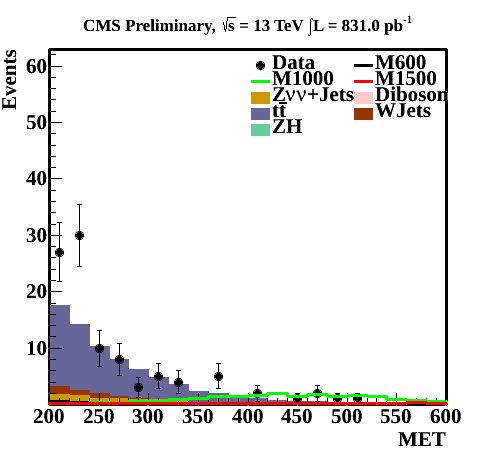 CMS Preliminary, √s = 13 TeV ∫L = 831.0 pb⁻¹
Events
60
50
40
30
20
10
Data
M600
M1000
M1500
Zνν+Jets
Diboson
tt̄
WJets
ZH
200 250 300 350 400 450 500 550 600
MET